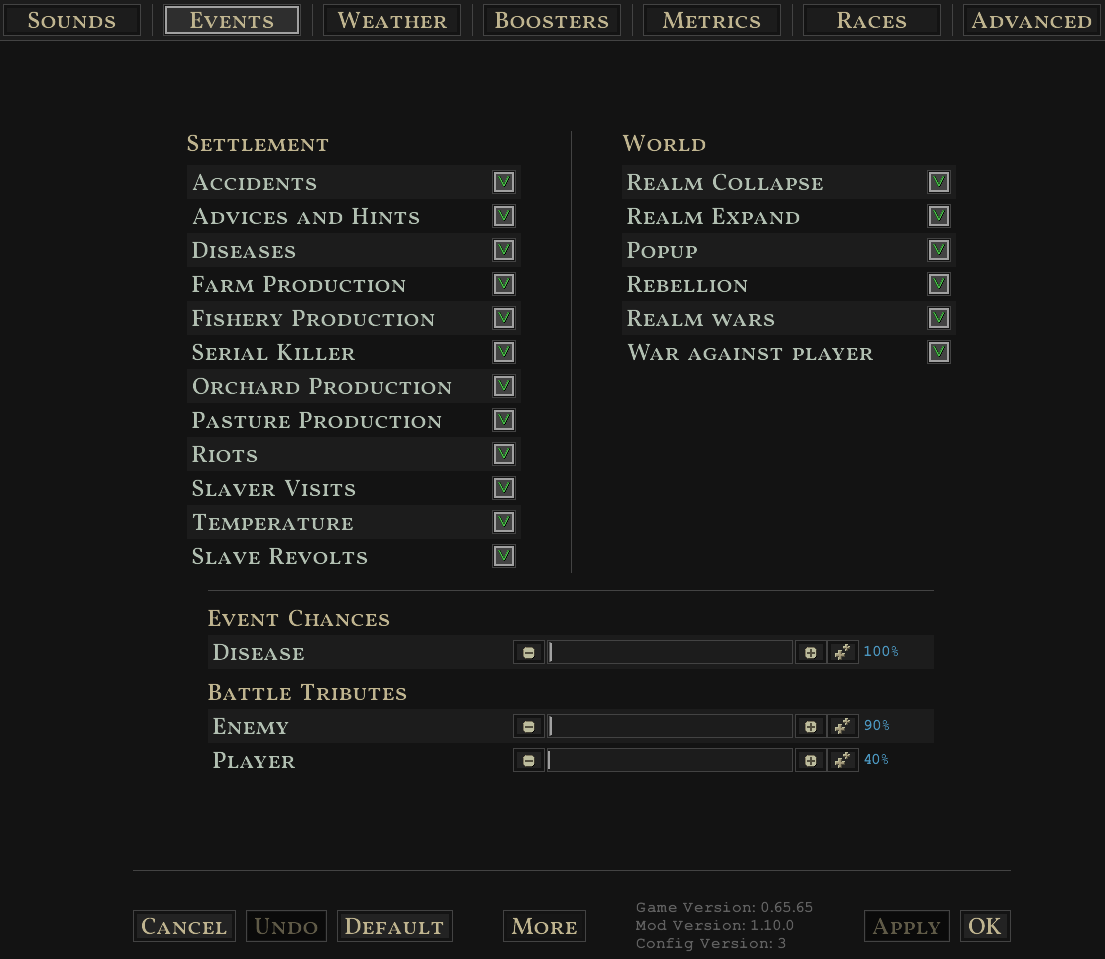 Sounds Events Weather Boosters Metrics Races Advanced
Settlement
Accidents
Advices and Hints
Diseases
Farm Production
Fishery Production
Serial Killer
Orchard Production
Pasture Production
Riots
Slaver Visits
Temperature
Slave Revolts
World
Realm Collapse
Realm Expand
Popup
Rebellion
Realm wars
War against player
Event Chances
Disease 100%
Battle Tributes
Enemy 90%
Player 40%
Cancel Undo Default More
Game Version: 0.65.65
Mod Version: 1.10.0
Config Version: 3
Apply OK